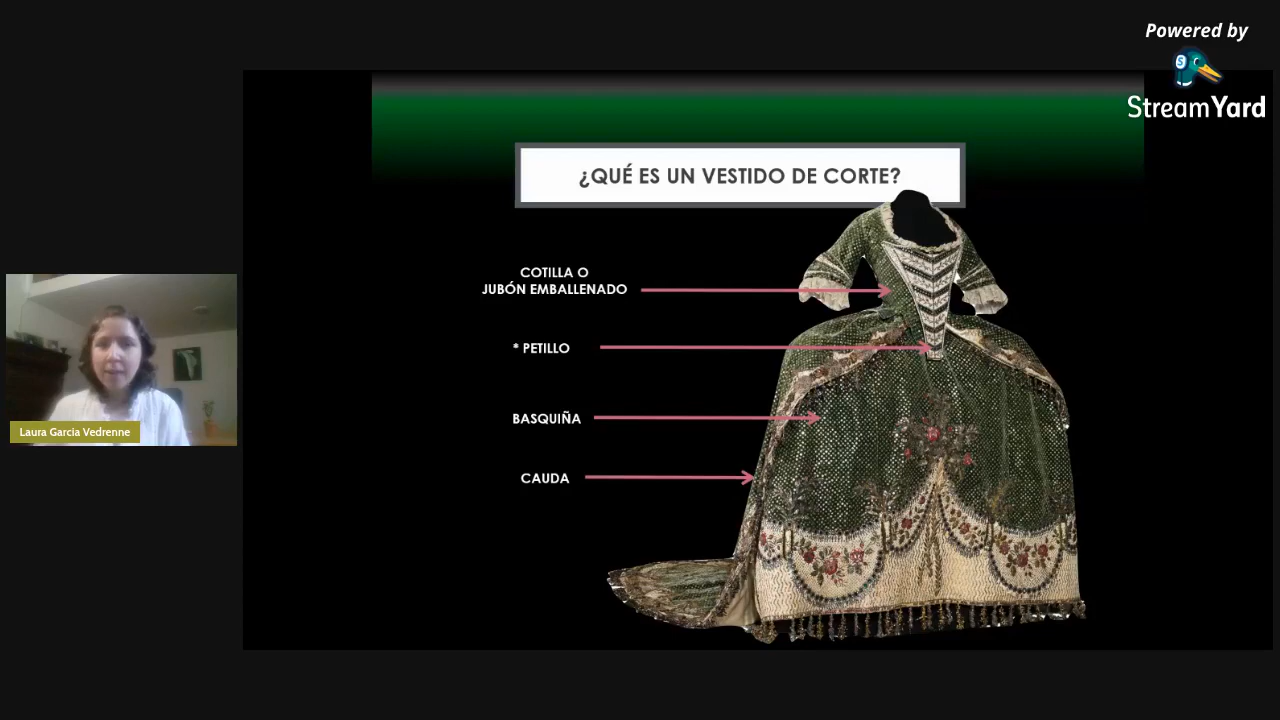 Powered by
StreamYard
¿QUÉ ES UN VESTIDO DE CORTE?
COTILLA O
JUBÓN EMBALLENADO
* PETILLO
BASQUIÑA
CAUDA
Laura Garcia Vedrenne